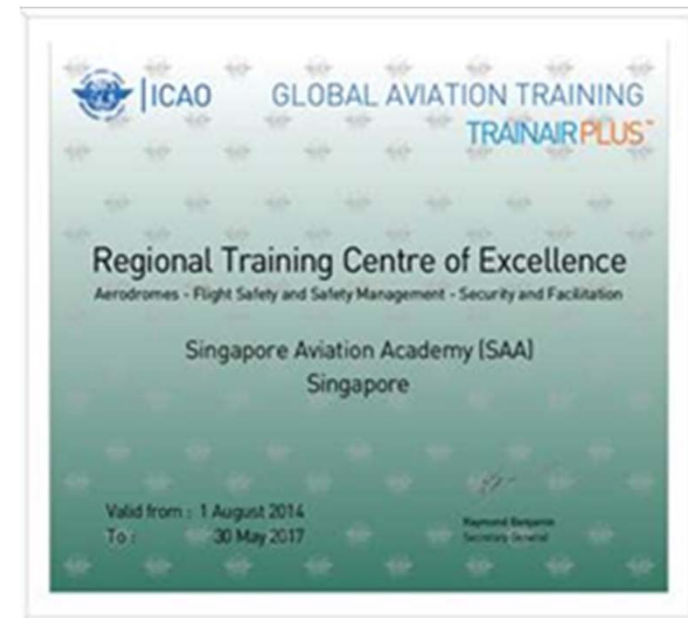 ICAO GLOBAL AVIATION TRAINING
TRAINAIR PLUS™
Regional Training Centre of Excellence
Aerodromes - Flight Safety and Safety Management - Security and Facilitation
Singapore Aviation Academy (SAA)
Singapore
Valid from : 1 August 2014
To : 30 May 2017
Raymond Benjamin
Secretary General